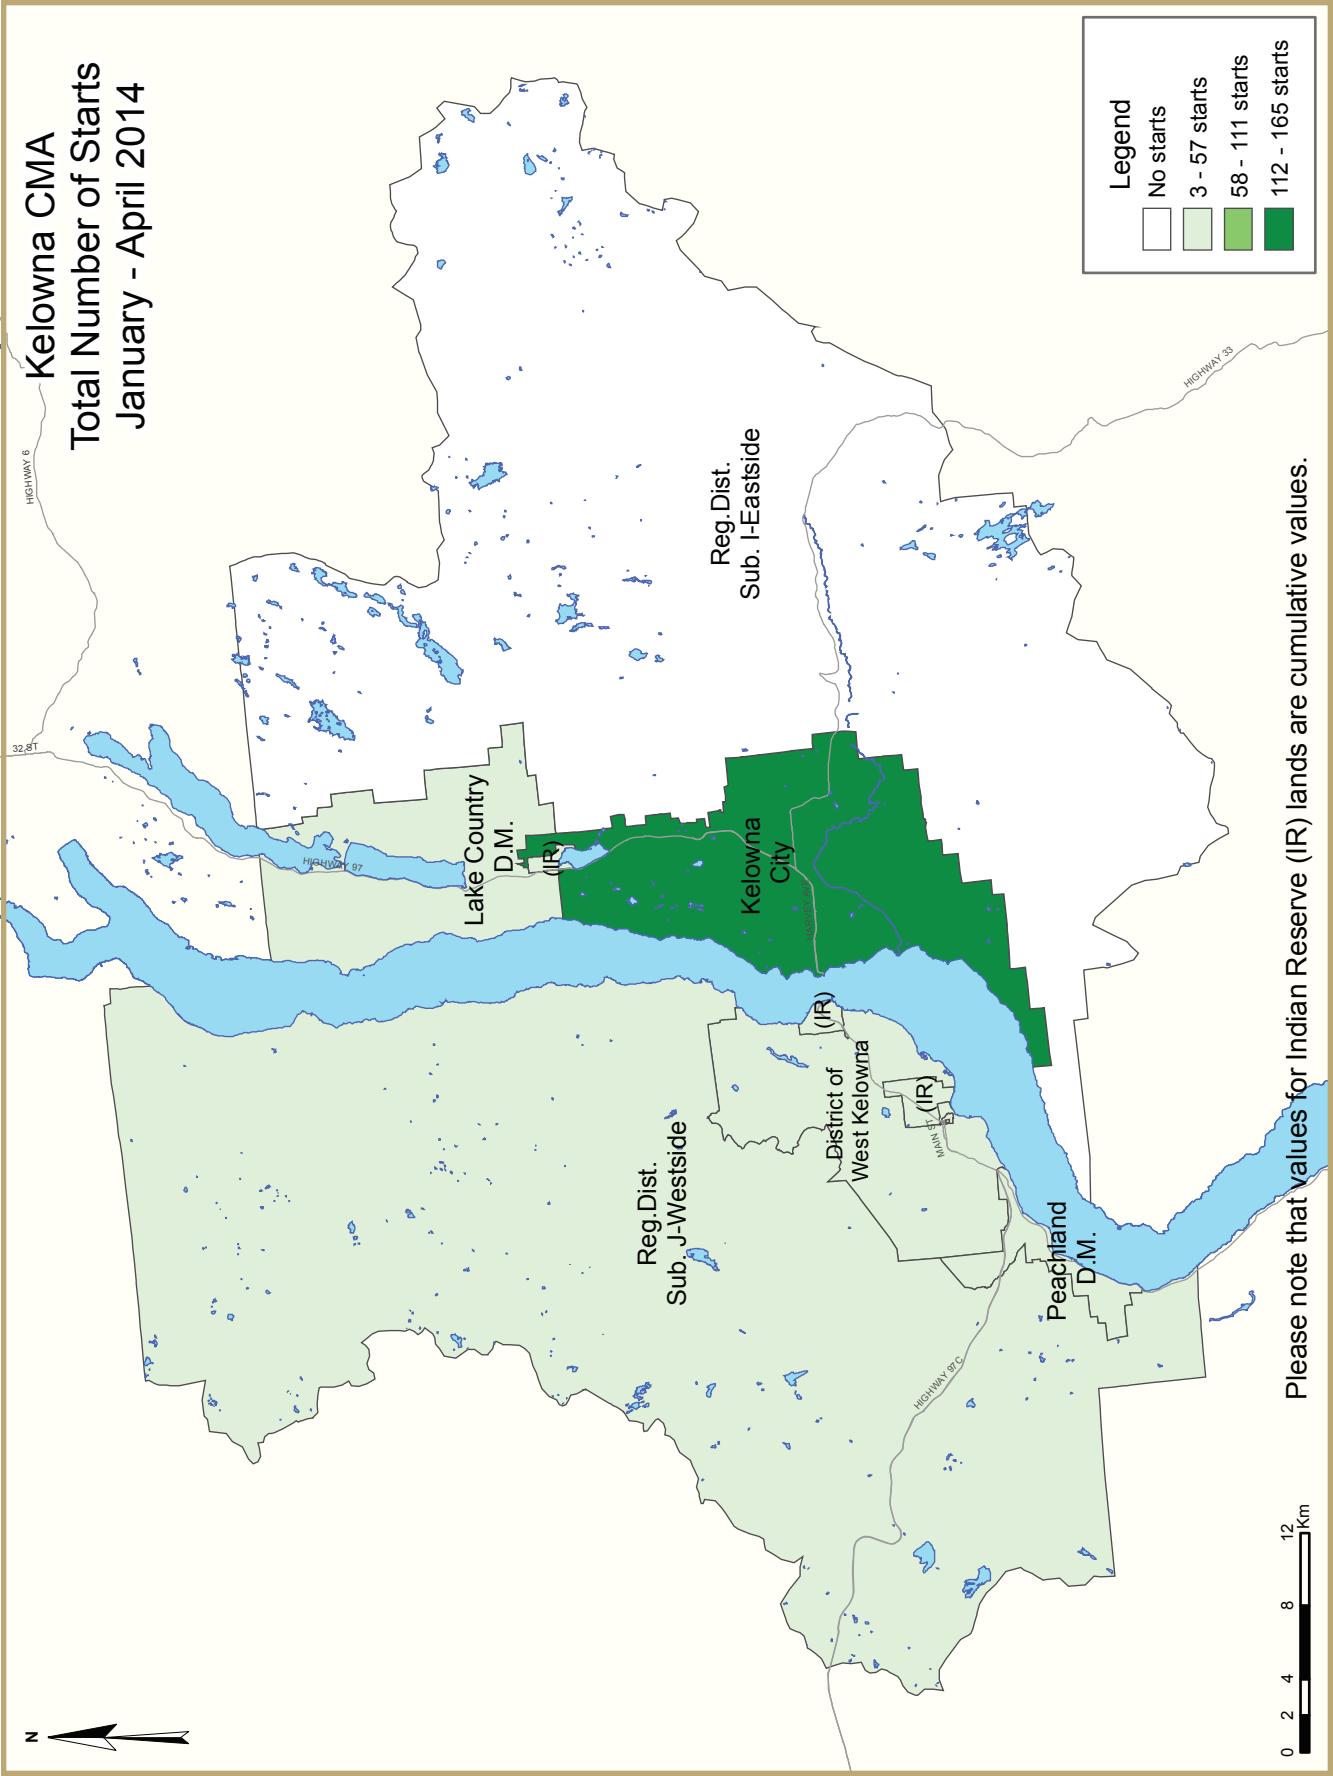 Kelowna CMA
Total Number of Starts
January - April 2014
N
HIGHWAY 6
32 ST
HIGHWAY 97
Lake Country
D.M.
(IR)
Kelowna
City
HARVEY AVE
Reg.Dist.
Sub. I-Eastside
HIGHWAY 33
Reg.Dist.
Sub. J-Westside
(IR)
District of
West Kelowna
(IR)
MAIN ST
Peachland
D.M.
HIGHWAY 97C
Legend
No starts
3 - 57 starts
58 - 111 starts
112 - 165 starts
0 2 4 8 12
Km
Please note that values for Indian Reserve (IR) lands are cumulative values.